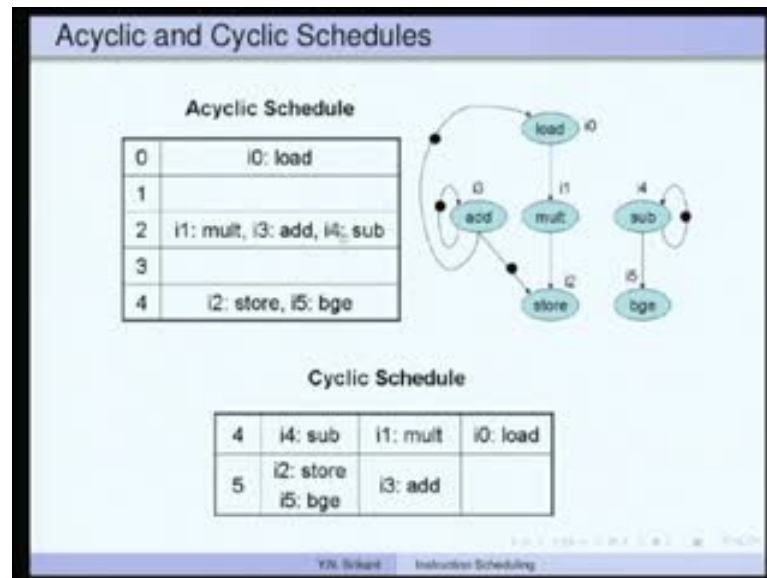 Acyclic and Cyclic Schedules
Acyclic Schedule
0 i0: load
1
2 i1: mult, i3: add, i4: sub
3
4 i2: store, i5: bge
load i0
i3 i1 i4
add mult sub
i2 i5
store bge
Cyclic Schedule
4 i4: sub i1: mult i0: load
5 i2: store i3: add
i5: bge
Y.N. Srikant Instruction Scheduling